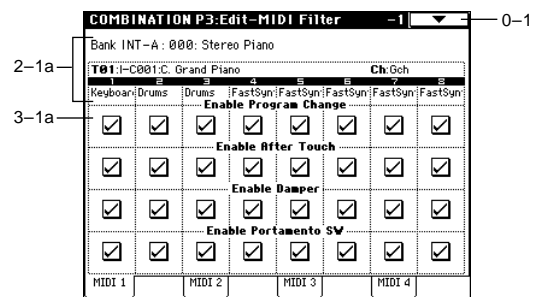 COMBINATION P3:Edit-MIDI Filter -1
0–1
Bank INT-A : 000: Stereo Piano
2–1a
T01:I-C001:C. Grand Piano Ch:Gch
1 2 3 4 5 6 7 8
Keyboar Drums Drums FastSyn FastSyn FastSyn FastSyn FastSyn
Enable Program Change
3–1a
Enable After Touch
Enable Damper
Enable Portamento SW
MIDI 1 MIDI 2 MIDI 3 MIDI 4